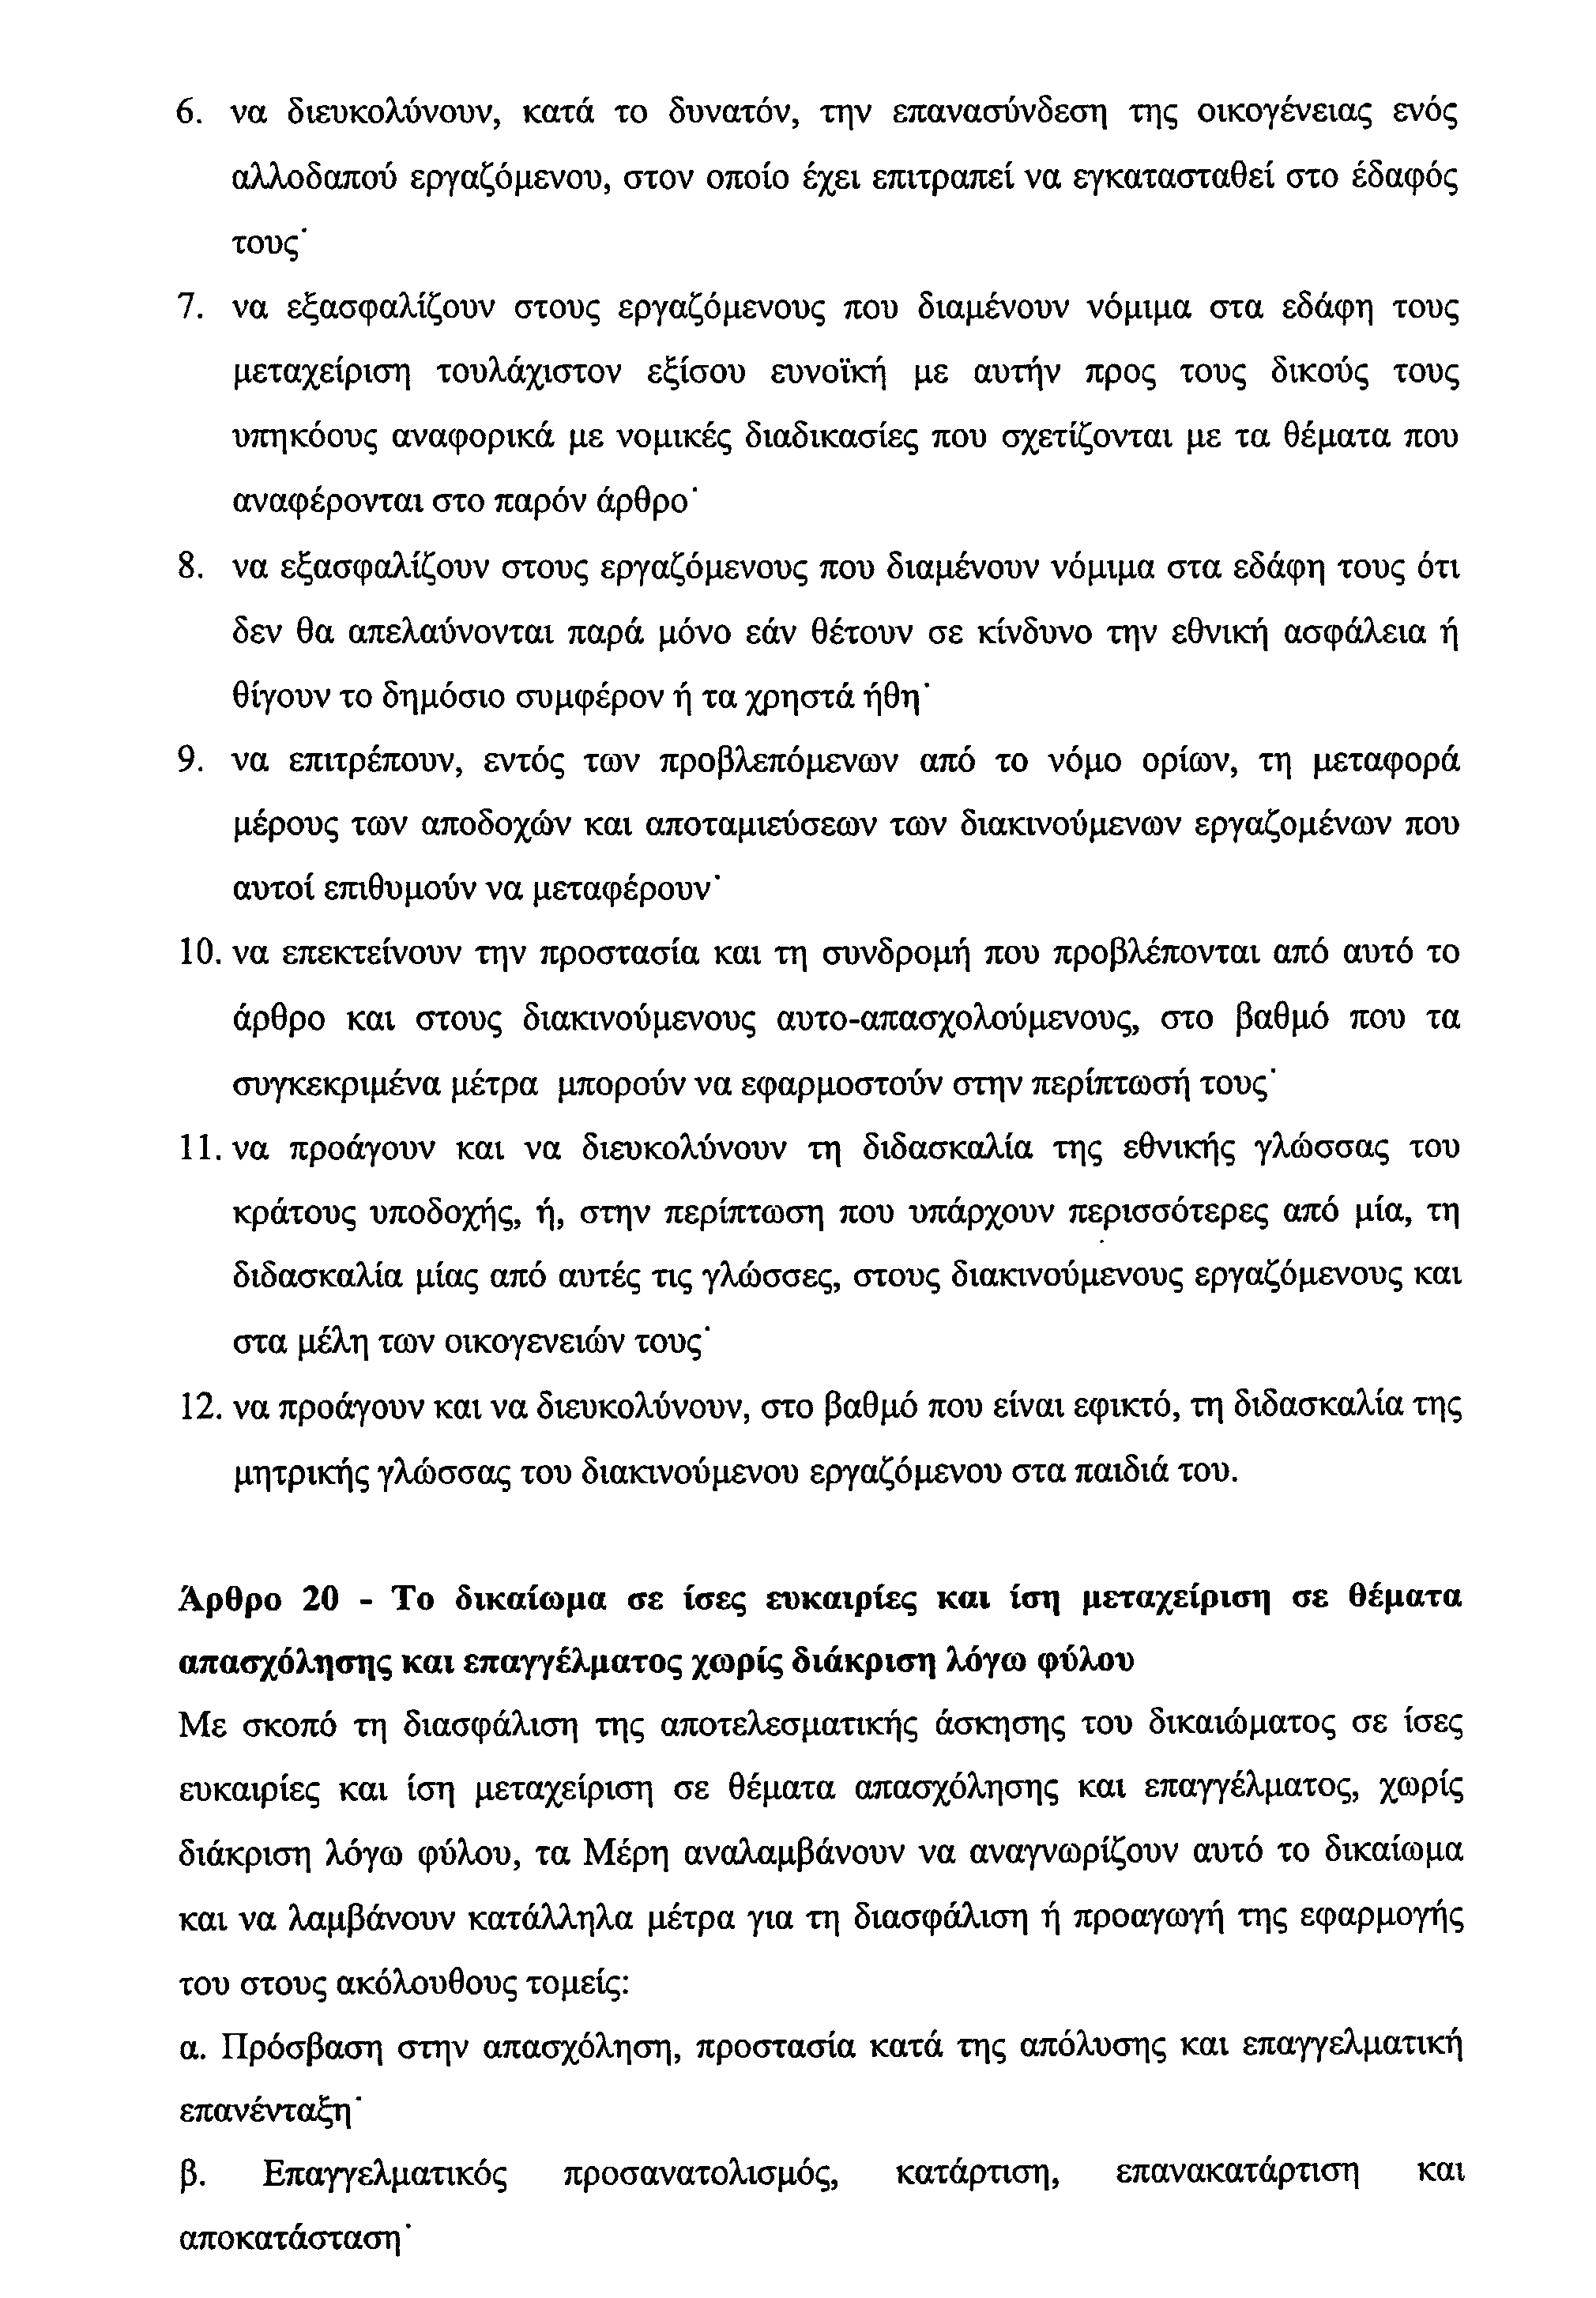 6. να διευκολύνουν, κατά το δυνατόν, την επανασύνδεση της οικογένειας ενός
αλλοδαπού εργαζόμενου, στον οποίο έχει επιτραπεί να εγκατασταθεί στο έδαφός
τους·
7. να εξασφαλίζουν στους εργαζόμενους που διαμένουν νόμιμα στα εδάφη τους
μεταχείριση τουλάχιστον εξίσου ευνοϊκή με αυτήν προς τους δικούς τους
υπηκόους αναφορικά με νομικές διαδικασίες που σχετίζονται με τα θέματα που
αναφέρονται στο παρόν άρθρο·
8. να εξασφαλίζουν στους εργαζόμενους που διαμένουν νόμιμα στα εδάφη τους ότι
δεν θα απελαύνονται παρά μόνο εάν θέτουν σε κίνδυνο την εθνική ασφάλεια ή
θίγουν το δημόσιο συμφέρον ή τα χρηστά ήθη·
9. να επιτρέπουν, εντός των προβλεπόμενων από το νόμο ορίων, τη μεταφορά
μέρους των αποδοχών και αποταμιεύσεων των διακινούμενων εργαζομένων που
αυτοί επιθυμούν να μεταφέρουν·
10. να επεκτείνουν την προστασία και τη συνδρομή που προβλέπονται από αυτό το
άρθρο και στους διακινούμενους αυτο-απασχολούμενους, στο βαθμό που τα
συγκεκριμένα μέτρα μπορούν να εφαρμοστούν στην περίπτωσή τους·
11. να προάγουν και να διευκολύνουν τη διδασκαλία της εθνικής γλώσσας του
κράτους υποδοχής, ή, στην περίπτωση που υπάρχουν περισσότερες από μία, τη
διδασκαλία μίας από αυτές τις γλώσσες, στους διακινούμενους εργαζόμενους και
στα μέλη των οικογενειών τους·
12. να προάγουν και να διευκολύνουν, στο βαθμό που είναι εφικτό, τη διδασκαλία της
μητρικής γλώσσας του διακινούμενου εργαζόμενου στα παιδιά του.
Άρθρο 20 - Το δικαίωμα σε ίσες ευκαιρίες και ίση μεταχείριση σε θέματα
απασχόλησης και επαγγέλματος χωρίς διάκριση λόγω φύλου
Με σκοπό τη διασφάλιση της αποτελεσματικής άσκησης του δικαιώματος σε ίσες
ευκαιρίες και ίση μεταχείριση σε θέματα απασχόλησης και επαγγέλματος, χωρίς
διάκριση λόγω φύλου, τα Μέρη αναλαμβάνουν να αναγνωρίζουν αυτό το δικαίωμα
και να λαμβάνουν κατάλληλα μέτρα για τη διασφάλιση ή προαγωγή της εφαρμογής
του στους ακόλουθους τομείς:
α. Πρόσβαση στην απασχόληση, προστασία κατά της απόλυσης και επαγγελματική
επανένταξη·
β. Επαγγελματικός προσανατολισμός, κατάρτιση, επανακατάρτιση και
αποκατάσταση·